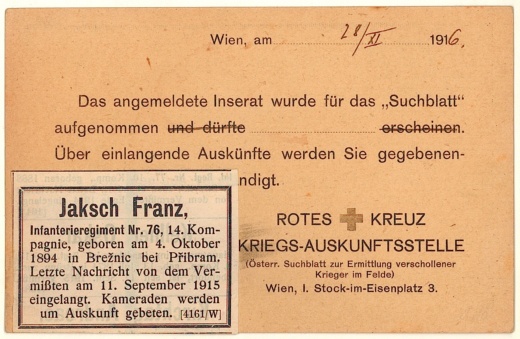 Wien, am 28/XI 1916.
Das angemeldete Inserat wurde für das „Suchblatt"
aufgenommen und dürfte erscheinen.
Über einlangende Auskünfte werden Sie gegebenen-
ndigt.
ROTES KREUZ
KRIEGS-AUSKUNFTSSTELLE
(Österr. Suchblatt zur Ermittlung verschollener
Krieger im Felde)
Wien, I. Stock-im-Eisenplatz 3.
Jaksch Franz,
Infanterieregiment Nr. 76, 14. Kom-
pagnie, geboren am 4. Oktober
1894 in Brežnic bei Přibram.
Letzte Nachricht von dem Ver-
mißten am 11. September 1915
eingelangt. Kameraden werden
um Auskunft gebeten. [4161/W]